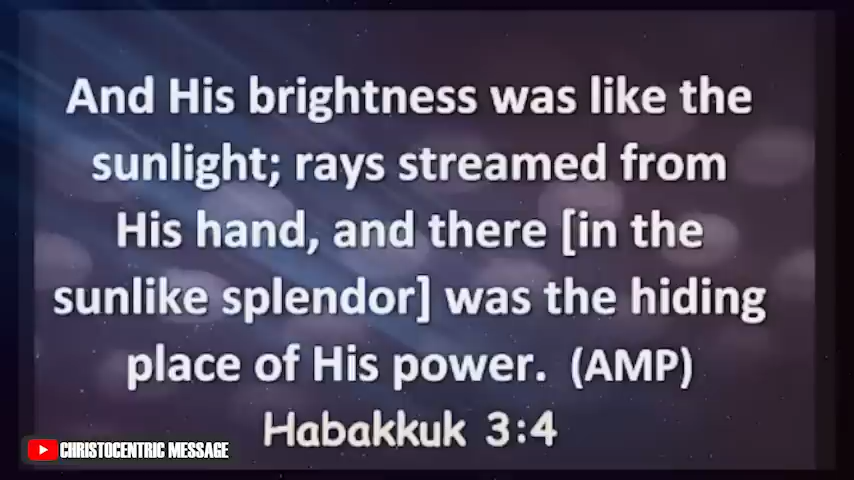 And His brightness was like the
sunlight; rays streamed from
His hand, and there [in the
sunlike splendor] was the hiding
place of His power. (AMP)
Habakkuk 3:4
CHRISTOCENTRIC MESSAGE